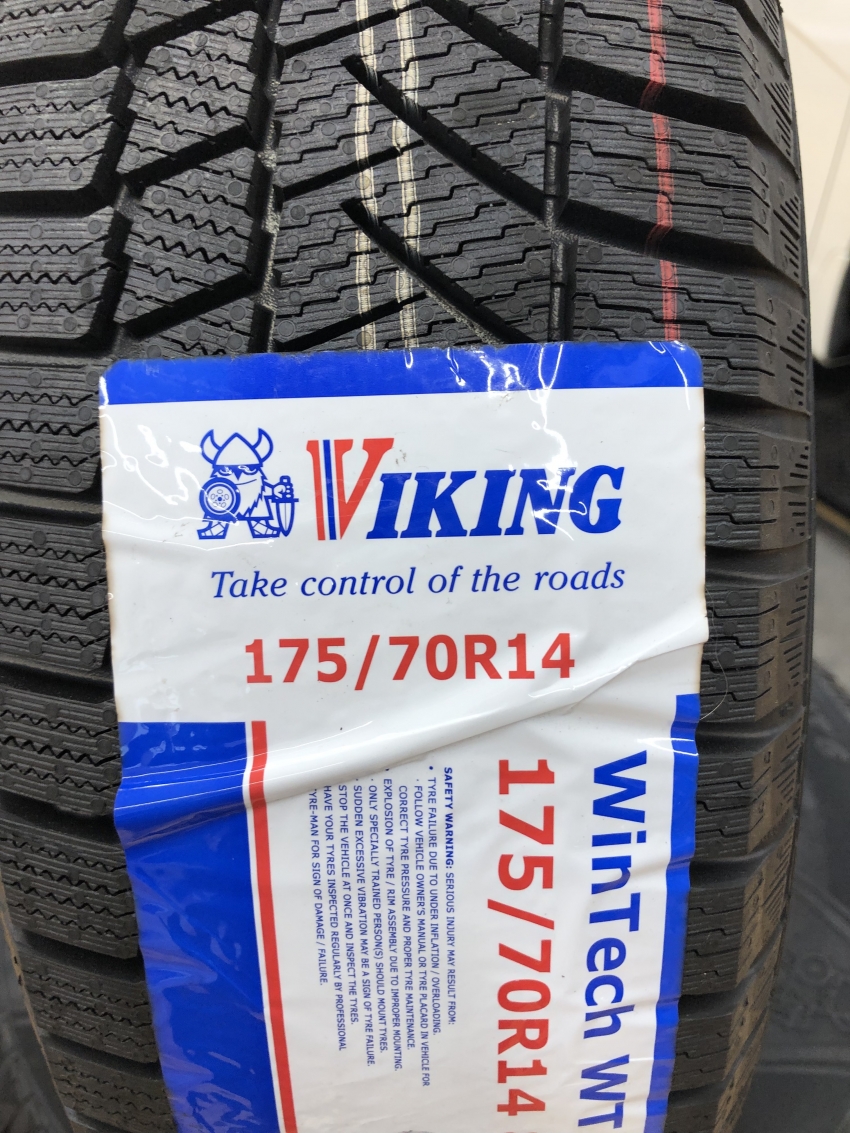 VIKING
Take control of the roads
175/70R14
WinTech WT
175/70R14
SAFETY WARNING: SERIOUS INJURY MAY RESULT FROM:
• TYRE FAILURE DUE TO UNDER INFLATION / OVERLOADING.
- FOLLOW VEHICLE OWNER'S MANUAL OR TYRE PLACARD IN VEHICLE FOR
CORRECT TYRE PRESSURE AND PROPER TYRE MAINTENANCE.
• EXPLOSION OF TYRE / RIM ASSEMBLY DUE TO IMPROPER MOUNTING.
- ONLY SPECIALLY TRAINED PERSON(S) SHOULD MOUNT TYRES.
• SUDDEN EXCESSIVE VIBRATION MAY BE A SIGN OF TYRE FAILURE.
STOP THE VEHICLE AT ONCE AND INSPECT THE TYRES.
HAVE YOUR TYRES INSPECTED REGULARLY BY PROFESSIONAL
TYRE-MAN FOR SIGN OF DAMAGE / FAILURE.